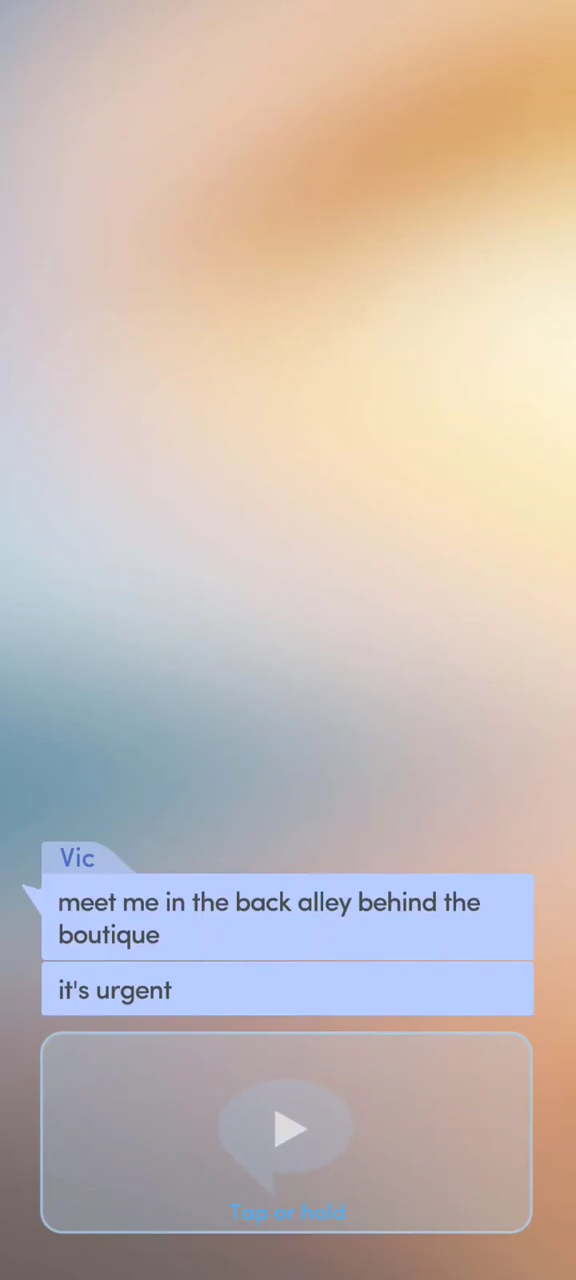 Vic
meet me in the back alley behind the
boutique
it's urgent
Tap or hold